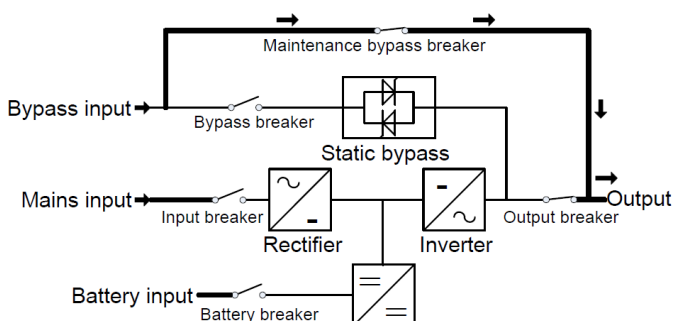 Maintenance bypass breaker
Bypass input
Bypass breaker
Static bypass
Mains input
Input breaker
Output breaker
Output
Rectifier
Inverter
Battery input
Battery breaker